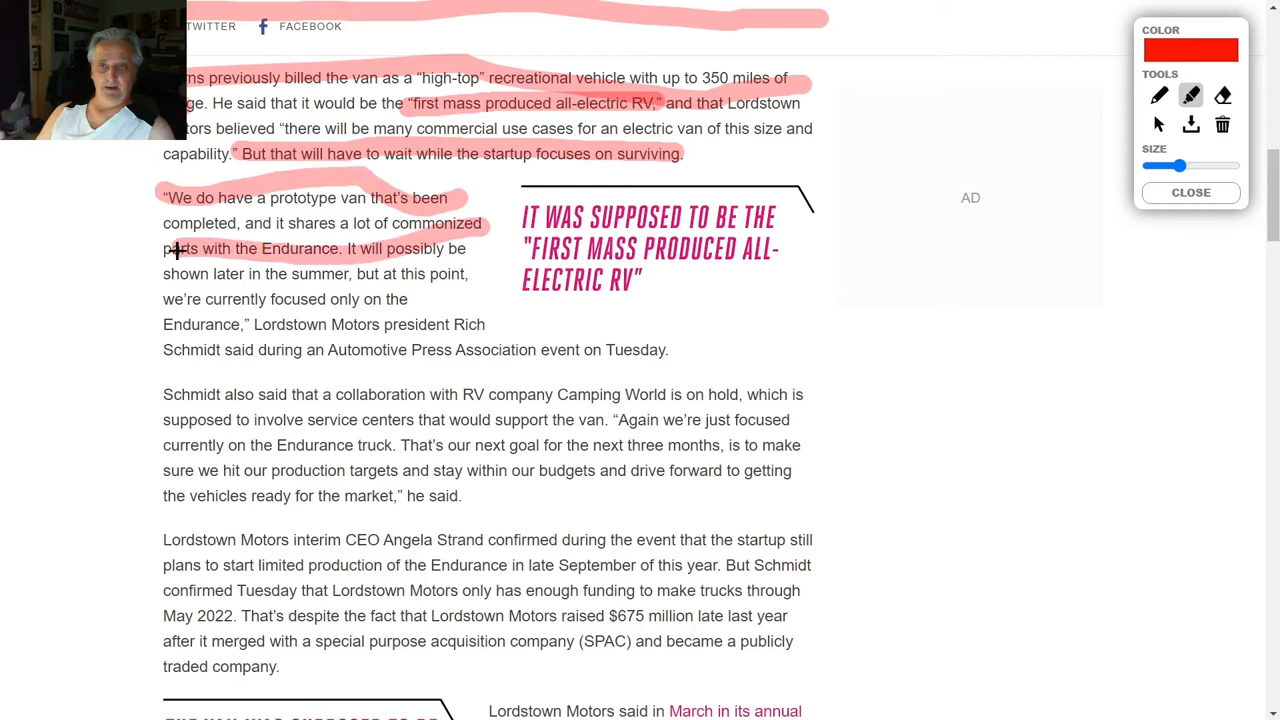 TWITTER FACEBOOK
previously billed the van as a “high-top” recreational vehicle with up to 350 miles of
He said that it would be the “first mass produced all-electric RV,” and that Lordstown
believed “there will be many commercial use cases for an electric van of this size and
capability.” But that will have to wait while the startup focuses on surviving.
“We do have a prototype van that’s been
completed, and it shares a lot of commonized
parts with the Endurance. It will possibly be
shown later in the summer, but at this point,
we’re currently focused only on the
Endurance,” Lordstown Motors president Rich
Schmidt said during an Automotive Press Association event on Tuesday.
IT WAS SUPPOSED TO BE THE
"FIRST MASS PRODUCED ALL-
ELECTRIC RV"
Schmidt also said that a collaboration with RV company Camping World is on hold, which is
supposed to involve service centers that would support the van. “Again we’re just focused
currently on the Endurance truck. That’s our next goal for the next three months, is to make
sure we hit our production targets and stay within our budgets and drive forward to getting
the vehicles ready for the market,” he said.
Lordstown Motors interim CEO Angela Strand confirmed during the event that the startup still
plans to start limited production of the Endurance in late September of this year. But Schmidt
confirmed Tuesday that Lordstown Motors only has enough funding to make trucks through
May 2022. That’s despite the fact that Lordstown Motors raised $675 million late last year
after it merged with a special purpose acquisition company (SPAC) and became a publicly
traded company.
Lordstown Motors said in March in its annual
AD
COLOR
TOOLS
SIZE
CLOSE